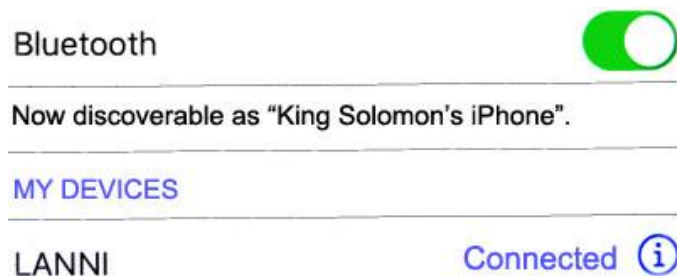 Bluetooth
Now discoverable as “King Solomon’s iPhone”.
MY DEVICES
LANNI Connected